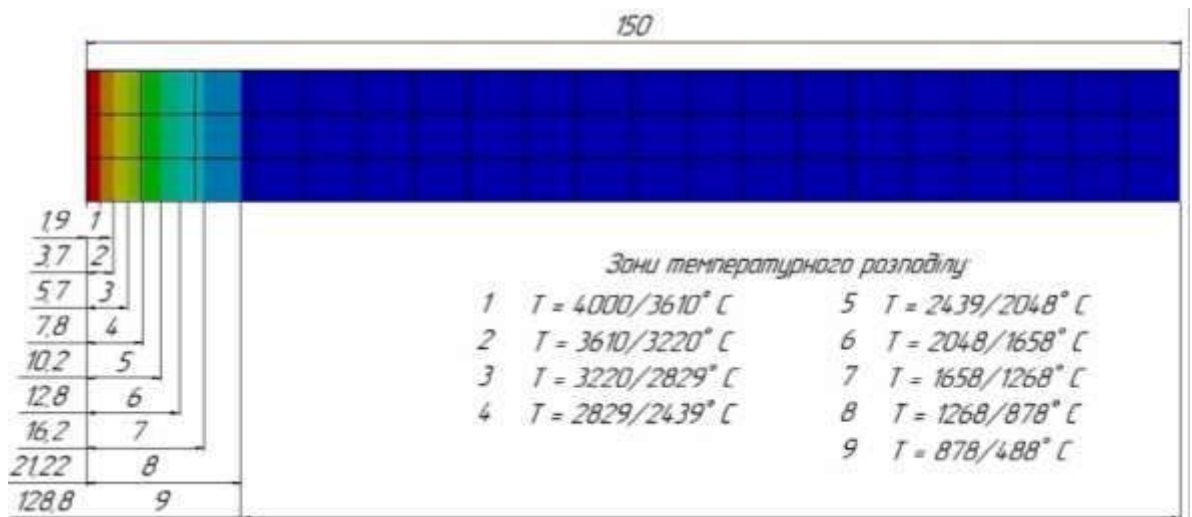 150
1,9 1
3,7 2
5,7 3
7,8 4
10,2 5
12,8 6
16,2 7
21,22 8
128,8 9
Зони температурного розподілу:
1 T = 4000/3610° C
2 T = 3610/3220° C
3 T = 3220/2829° C
4 T = 2829/2439° C
5 T = 2439/2048° C
6 T = 2048/1658° C
7 T = 1658/1268° C
8 T = 1268/878° C
9 T = 878/488° C